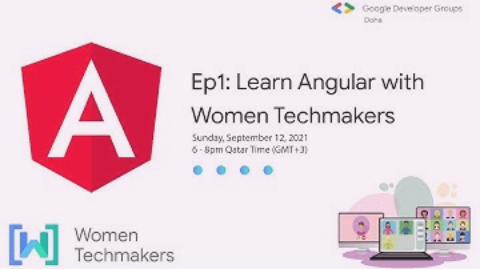 Google Developer Groups
Doha
A
Ep1: Learn Angular with
Women Techmakers
Sunday, September 12, 2021
6 - 8pm Qatar Time (GMT+3)
W
Women
Techmakers